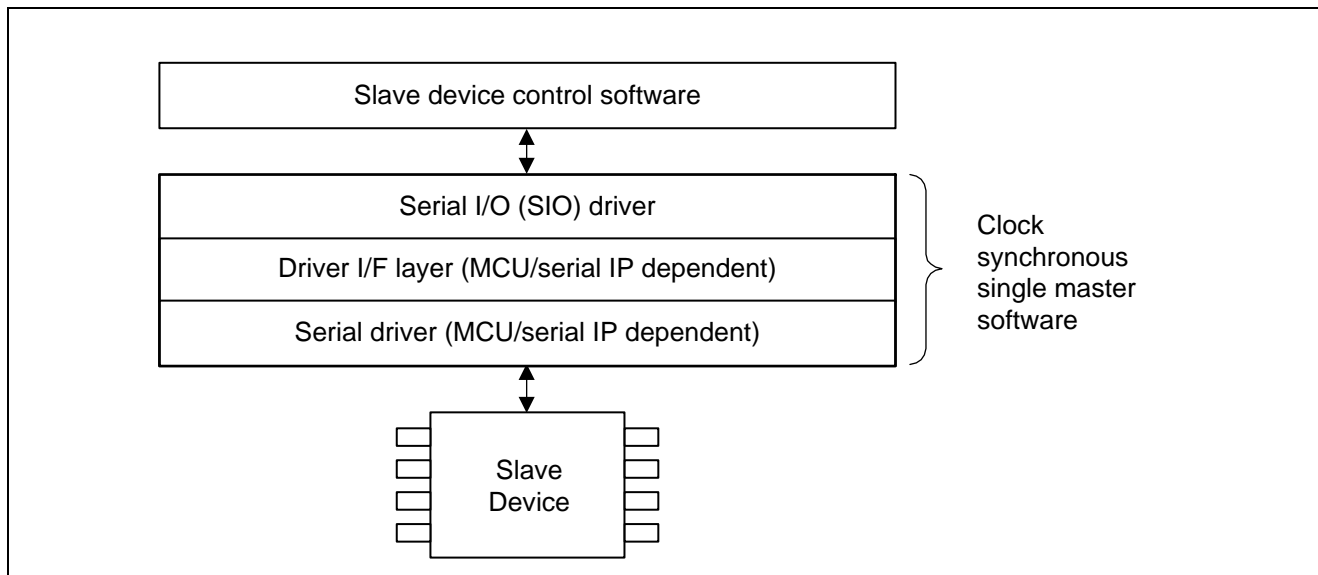 Slave device control software
Serial I/O (SIO) driver
Driver I/F layer (MCU/serial IP dependent)
Serial driver (MCU/serial IP dependent)
Clock
synchronous
single master
software
Slave
Device